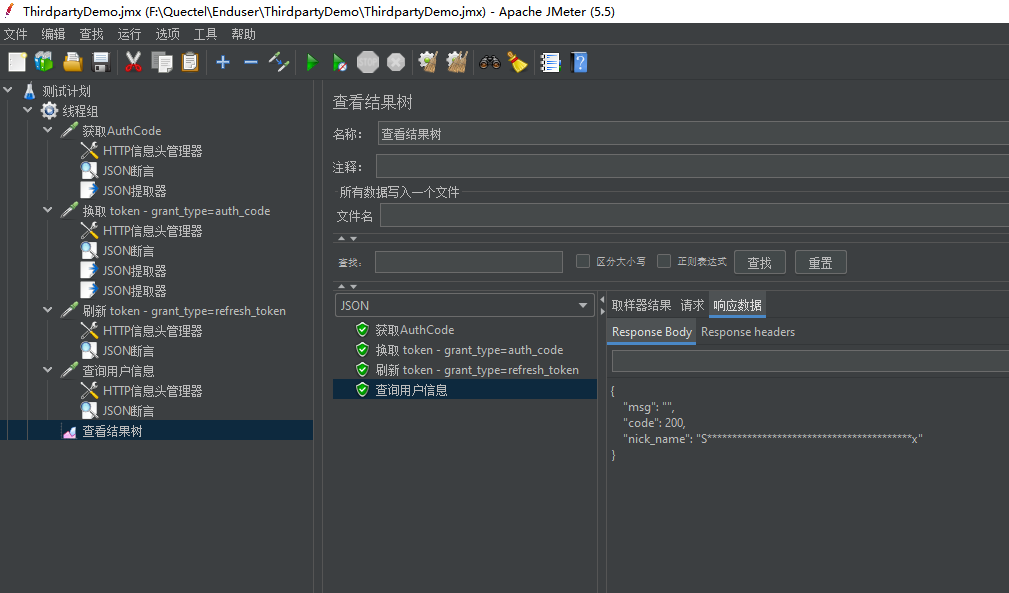 ThirdpartyDemo.jmx (F:\Quectel\Enduser\ThirdpartyDemo\ThirdpartyDemo.jmx) - Apache JMeter (5.5)
文件 编辑 查找 运行 选项 工具 帮助
STOP
测试计划
线程组
获取AuthCode
HTTP信息头管理器
JSON断言
JSON提取器
换取 token - grant_type=auth_code
HTTP信息头管理器
JSON断言
JSON提取器
JSON提取器
刷新 token - grant_type=refresh_token
HTTP信息头管理器
JSON断言
查询用户信息
HTTP信息头管理器
JSON断言
查看结果树
查看结果树
名称: 查看结果树
注释:
所有数据写入一个文件
文件名
查找: 区分大小写 正则表达式 查找 重置
JSON
获取AuthCode
换取 token - grant_type=auth_code
刷新 token - grant_type=refresh_token
查询用户信息
取样器结果 请求 响应数据
Response Body Response headers
{
"msg": "",
"code": 200,
"nick_name": "S*****************************************x"
}